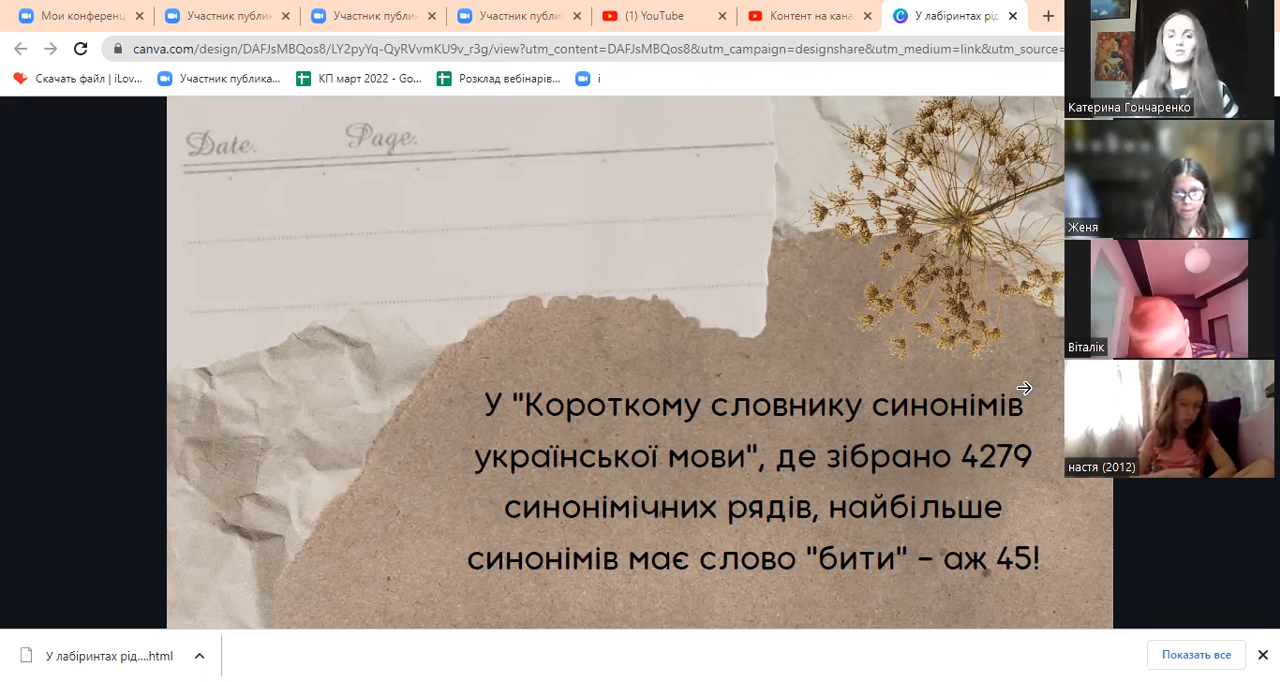 Мои конференц
Участник публи
Участник публи
Участник публи
(1) YouTube
Контент на кана
У лабіринтах рід
canva.com/design/DAFJsMBQos8/LY2pyYq-QyRVvmKU9v_r3g/view?utm_content=DAFJsMBQos8&utm_campaign=designshare&utm_medium=link&utm_source=
Скачать файл | iLov...
Участник публика...
КП март 2022 - Go...
Розклад вебінарів...
i
Катерина Гончаренко
Женя
Віталік
настя (2012)
Date.
Page.
У "Короткому словнику синонімів
української мови", де зібрано 4279
синонімічних рядів, найбільше
синонімів має слово "бити" – аж 45!
У лабіринтах рід....html
Показать все